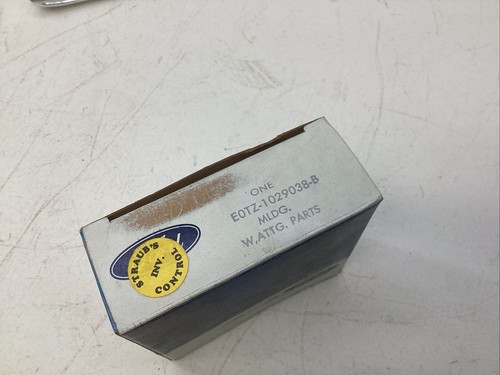 ONE
E0TZ-1029038-B
MLDG.
W.ATTG. PARTS
STRAUB'S
INV.
CONTROL